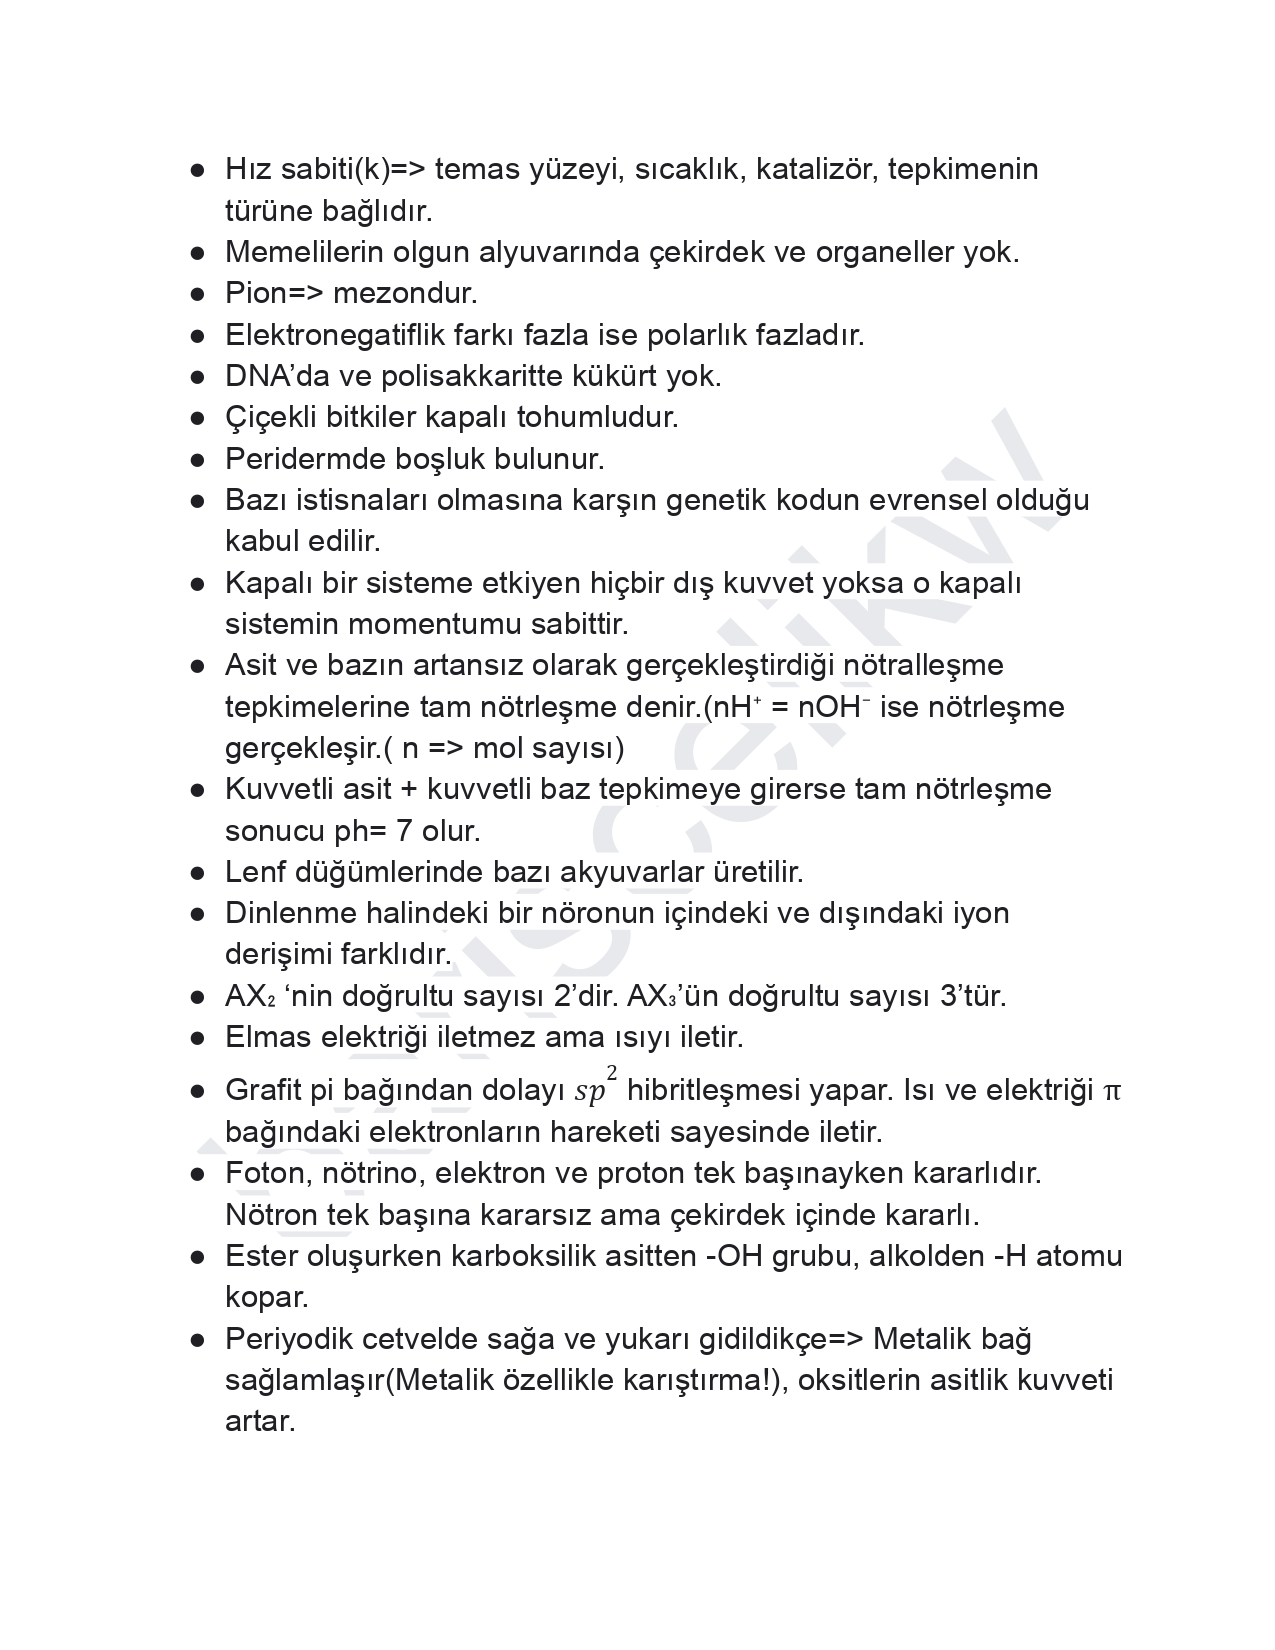 ● Hız sabiti(k)=> temas yüzeyi, sıcaklık, katalizör, tepkimenin
türüne bağlıdır.
● Memelilerin olgun alyuvarında çekirdek ve organeller yok.
● Pion=> mezondur.
● Elektronegatiflik farkı fazla ise polarlık fazladır.
● DNA’da ve polisakkaritte kükürt yok.
● Çiçekli bitkiler kapalı tohumludur.
● Peridermde boşluk bulunur.
● Bazı istisnaları olmasına karşın genetik kodun evrensel olduğu
kabul edilir.
● Kapalı bir sisteme etkiyen hiçbir dış kuvvet yoksa o kapalı
sistemin momentumu sabittir.
● Asit ve bazın artansız olarak gerçekleştirdiği nötralleşme
tepkimelerine tam nötrleşme denir.(nH⁺ = nOH⁻ ise nötrleşme
gerçekleşir.( n => mol sayısı)
● Kuvvetli asit + kuvvetli baz tepkimeye girerse tam nötrleşme
sonucu ph= 7 olur.
● Lenf düğümlerinde bazı akyuvarlar üretilir.
● Dinlenme halindeki bir nöronun içindeki ve dışındaki iyon
derişimi farklıdır.
● AX₂ ‘nin doğrultu sayısı 2’dir. AX₃’ün doğrultu sayısı 3’tür.
● Elmas elektriği iletmez ama ısıyı iletir.
● Grafit pi bağından dolayı sp² hibritleşmesi yapar. Isı ve elektriği π
bağındaki elektronların hareketi sayesinde iletir.
● Foton, nötrino, elektron ve proton tek başınayken kararlıdır.
Nötron tek başına kararsız ama çekirdek içinde kararlı.
● Ester oluşurken karboksilik asitten -OH grubu, alkolden -H atomu
kopar.
● Periyodik cetvelde sağa ve yukarı gidildikçe=> Metalik bağ
sağlamlaşır(Metalik özellikle karıştırma!), oksitlerin asitlik kuvveti
artar.